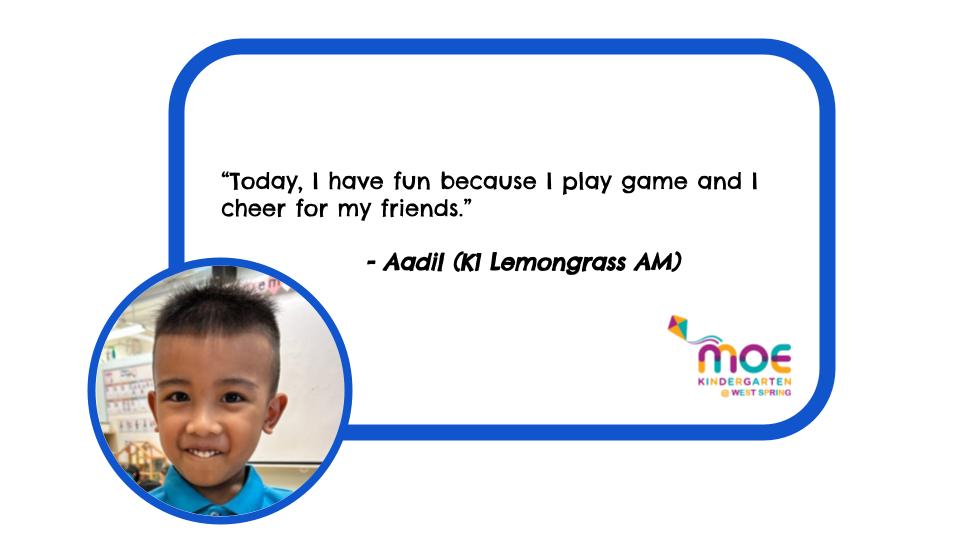 “Today, I have fun because I play game and I
cheer for my friends.”
- Aadil (K1 Lemongrass AM)
moe
KINDERGARTEN
@ WEST SPRING